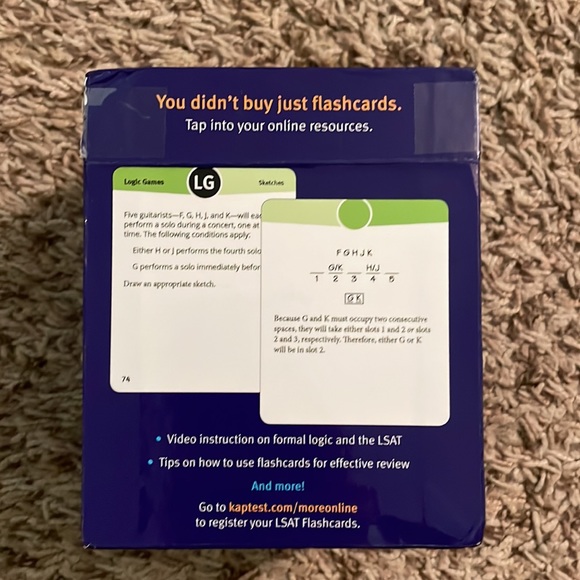 You didn't buy just flashcards.
Tap into your online resources.
Logic Games
LG
Sketches
Five guitarists—F, G, H, J, and K—will
perform a solo during a concert, one at
time. The following conditions apply:
Either H or J performs the fourth solo
G performs a solo immediately
Draw an appropriate sketch.
74
F G H J K
G/K H/J
1 2 3 4 5
G K
Because G and K must occupy two consecutive
spaces, they will take either slots 1 and 2 or slots
2 and 3, respectively. Therefore, either G or K
will be in slot 2.
• Video instruction on formal logic and the LSAT
• Tips on how to use flashcards for effective review
And more!
Go to kaptest.com/moreonline
to register your LSAT Flashcards.